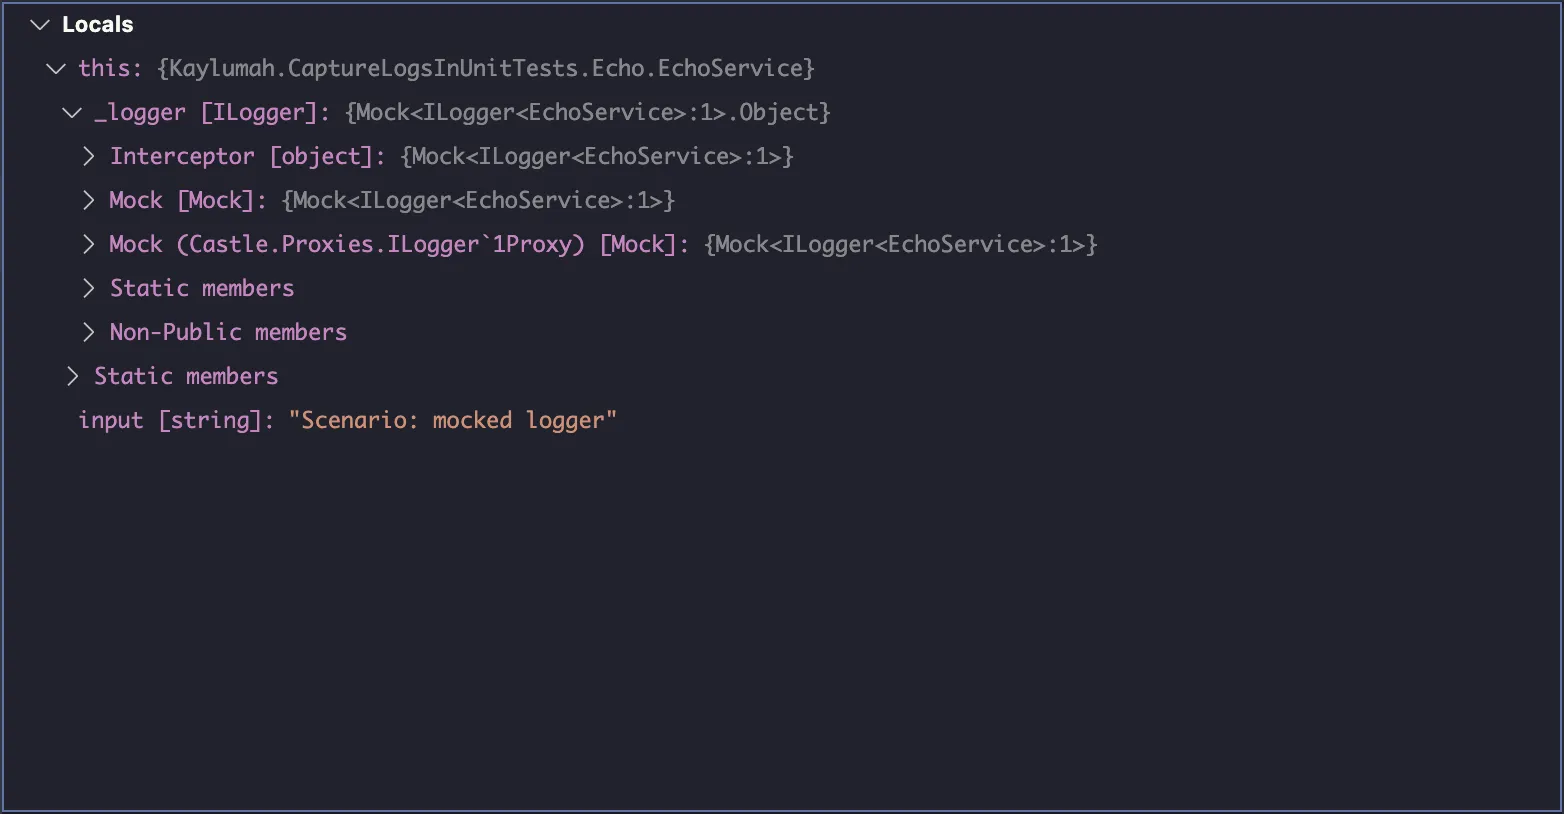 Locals
this: {Kaylumah.CaptureLogsInUnitTests.Echo.EchoService}
_logger [ILogger]: {Mock<ILogger<EchoService>:1>.Object}
Interceptor [object]: {Mock<ILogger<EchoService>:1>}
Mock [Mock]: {Mock<ILogger<EchoService>:1>}
Mock (Castle.Proxies.ILogger`1Proxy) [Mock]: {Mock<ILogger<EchoService>:1>}
Static members
Non-Public members
Static members
input [string]: "Scenario: mocked logger"